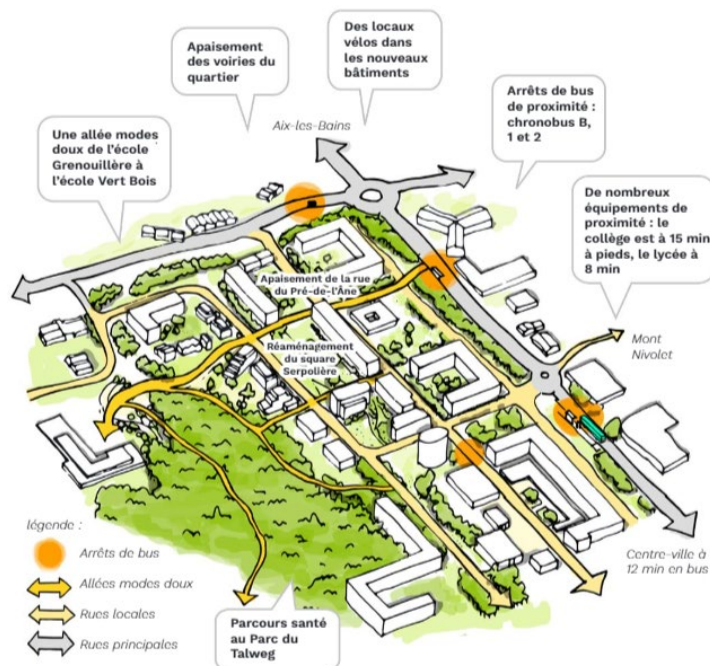 Apaisement
des voiries du
quartier
Des locaux
vélos dans
les nouveaux
bâtiments
Arrêts de bus
de proximité :
chronobus B,
1 et 2
Aix-les-Bains
Une allée modes
doux de l'école
Grenouillère à
l'école Vert Bois
De nombreux
équipements de
proximité : le
collège est à 15 min
à pieds, le lycée à
8 min
Apaisement de la rue
du Pré-de-l'Âne
Réaménagement
du square
Serpolière
Mont
Nivolet
légende :
Arrêts de bus
Allées modes doux
Rues locales
Rues principales
Centre-ville à
12 min en bus
Parcours santé
au Parc du
Talweg